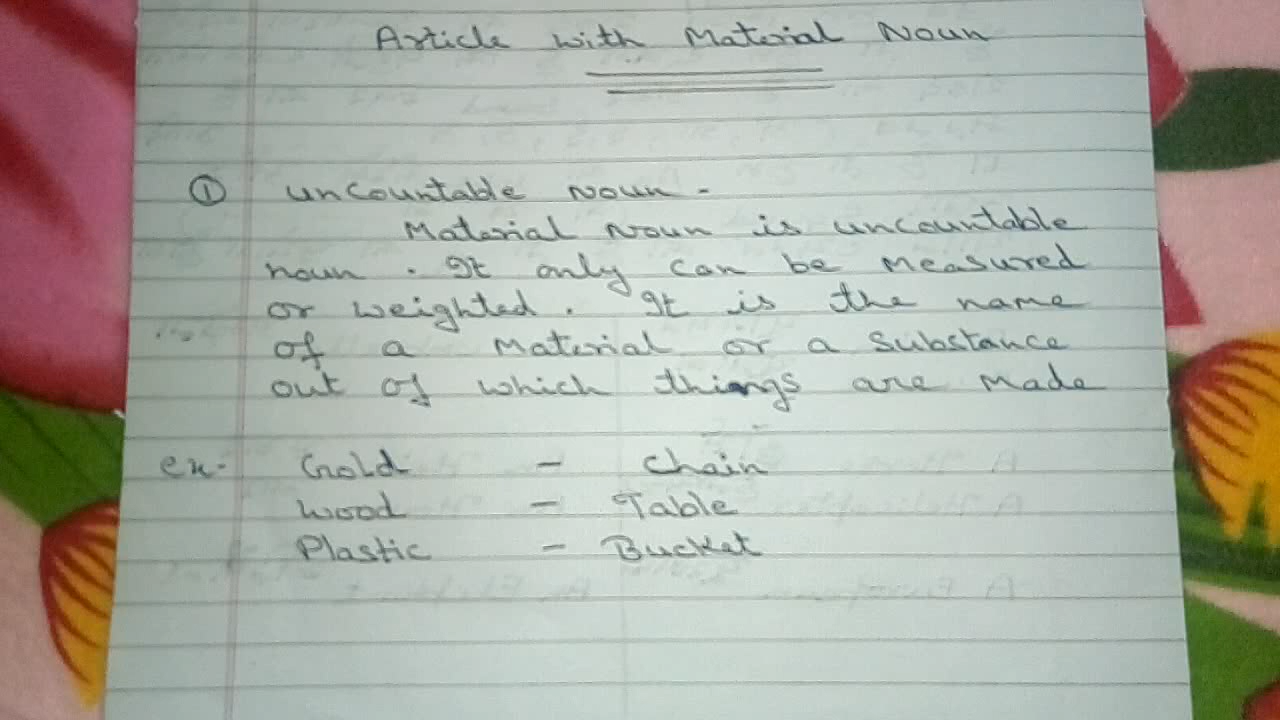 Article with Material Noun
① uncountable noun -
Material noun is uncountable
noun. It only can be measured
or weighted. It is the name
of a material or a substance
out of which things are made
ex- Gold - chain
wood - Table
Plastic - Bucket